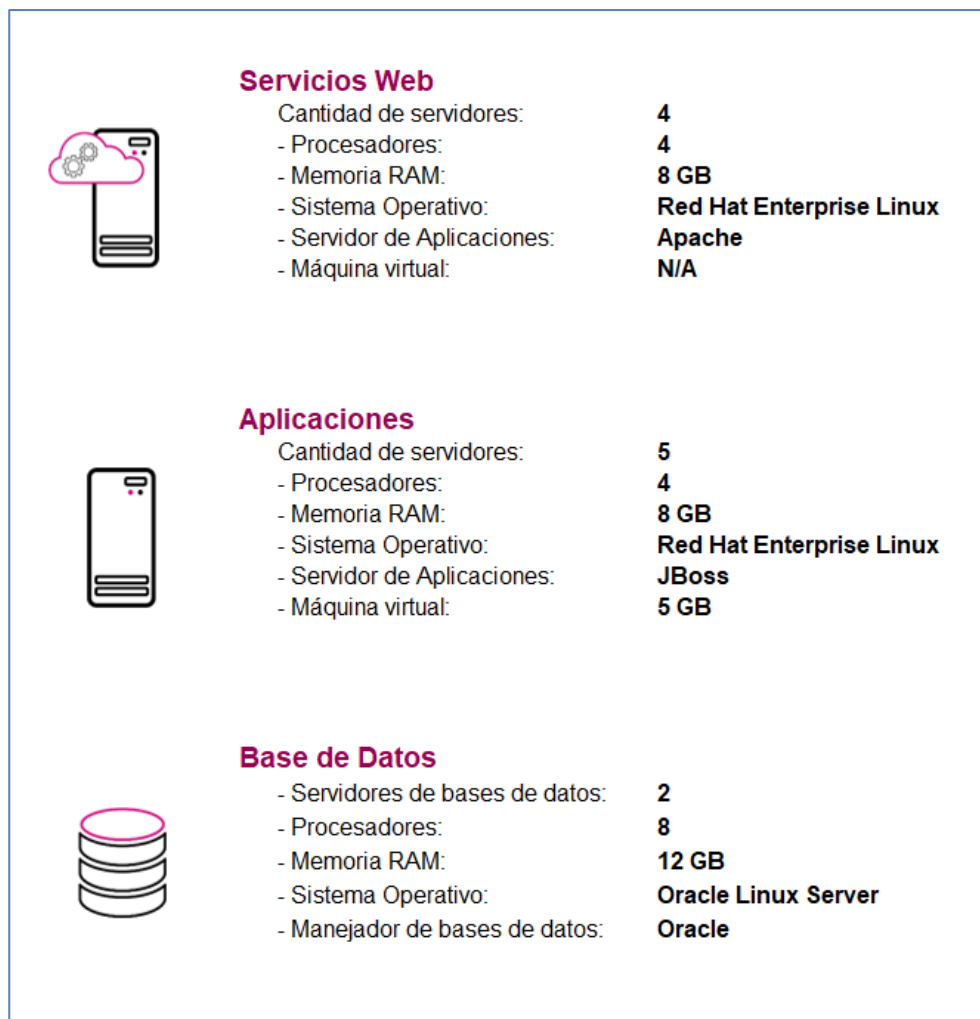 Servicios Web
Cantidad de servidores: 4
- Procesadores: 4
- Memoria RAM: 8 GB
- Sistema Operativo: Red Hat Enterprise Linux
- Servidor de Aplicaciones: Apache
- Máquina virtual: N/A
Aplicaciones
Cantidad de servidores: 5
- Procesadores: 4
- Memoria RAM: 8 GB
- Sistema Operativo: Red Hat Enterprise Linux
- Servidor de Aplicaciones: JBoss
- Máquina virtual: 5 GB
Base de Datos
- Servidores de bases de datos: 2
- Procesadores: 8
- Memoria RAM: 12 GB
- Sistema Operativo: Oracle Linux Server
- Manejador de bases de datos: Oracle